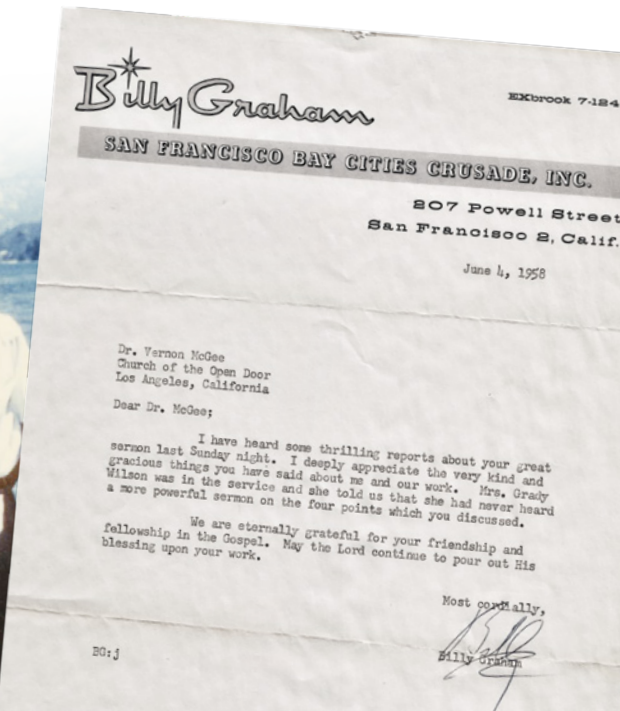 Billy Graham
EXbrook 7-124
SAN FRANCISCO BAY CITIES CRUSADE, INC.
207 Powell Street
San Francisco 2, Calif.
June 4, 1958
Dr. Vernon McGee
Church of the Open Door
Los Angeles, California
Dear Dr. McGee;
I have heard some thrilling reports about your great
sermon last Sunday night. I deeply appreciate the very kind and
gracious things you have said about me and our work. Mrs. Grady
Wilson was in the service and she told us that she had never heard
a more powerful sermon on the four points which you discussed.
We are eternally grateful for your friendship and
fellowship in the Gospel. May the Lord continue to pour out His
blessing upon your work.
Most cordially,
Billy
Billy Graham
BG:j